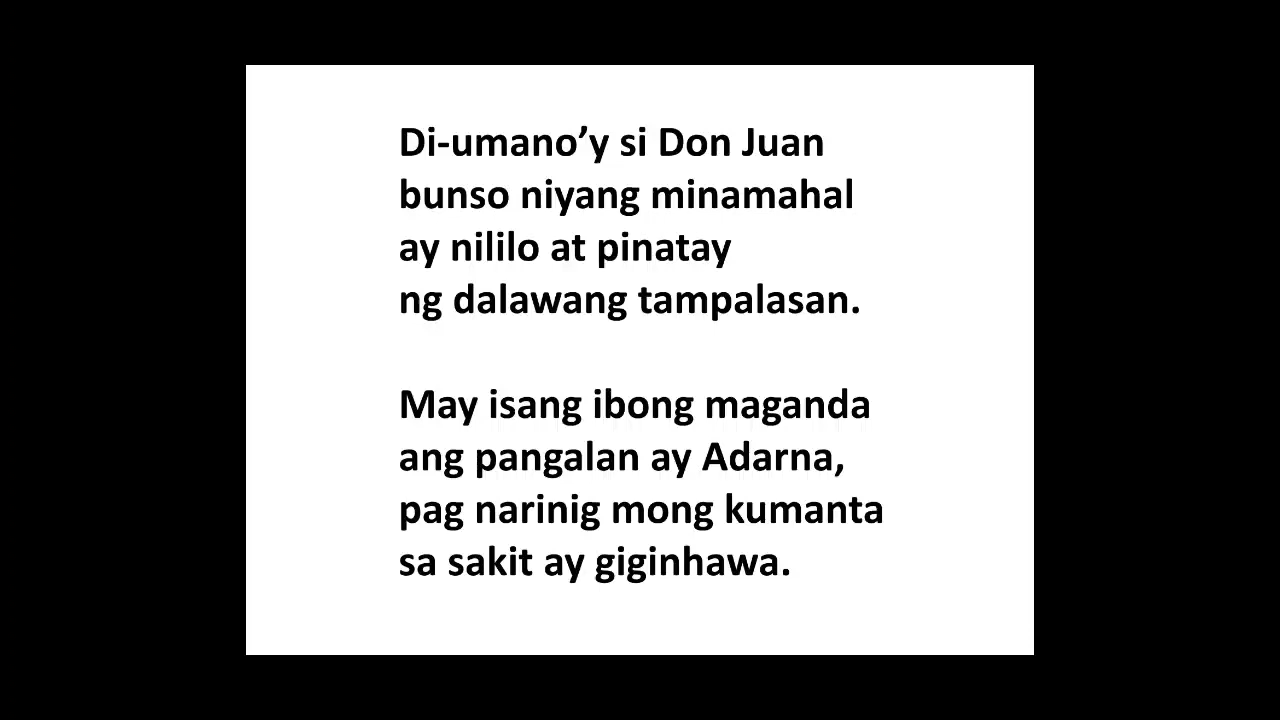 Di-umano’y si Don Juan
bunso niyang minamahal
ay nililo at pinatay
ng dalawang tampalasan.
May isang ibong maganda
ang pangalan ay Adarna,
pag narinig mong kumanta
sa sakit ay giginhawa.